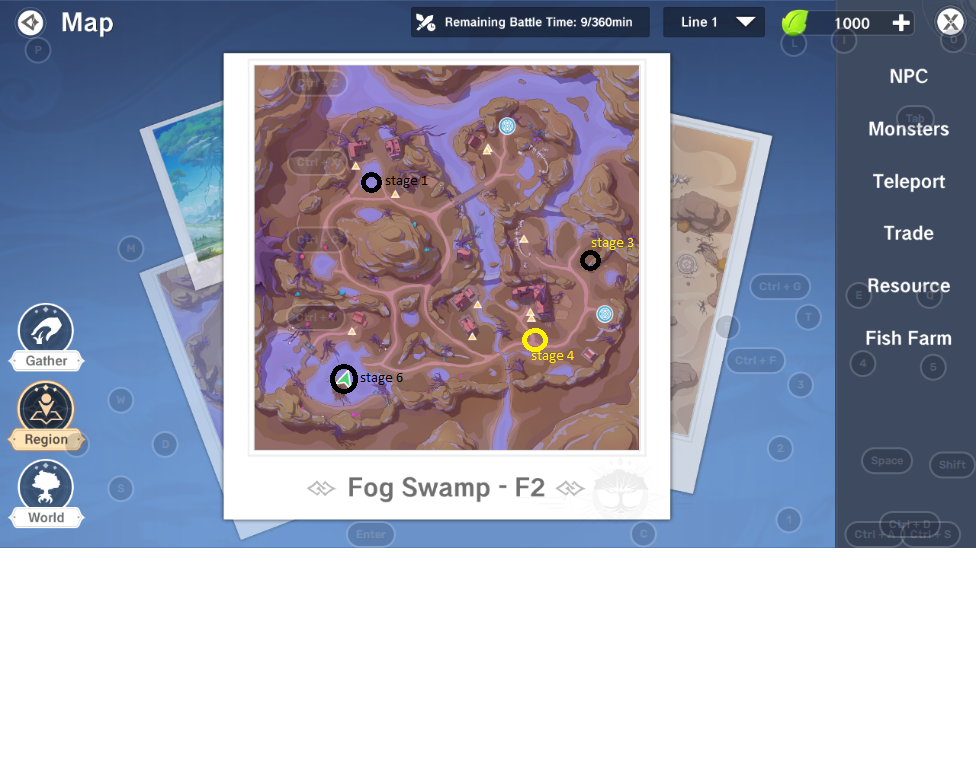 Map
Remaining Battle Time: 9/360min
Line 1
1000
P
L
I
O
NPC
Tab
Monsters
Teleport
Trade
Resource
Fish Farm
Ctrl + Z
Ctrl + X
stage 1
stage 3
stage 4
stage 6
M
Ctrl + G
E
Q
T
Ctrl + F
4
5
3
Gather
W
Region
D
2
Space
Shift
S
World
Fog Swamp - F2
1
Enter
C
Ctrl + D
Ctrl + A
Ctrl + S